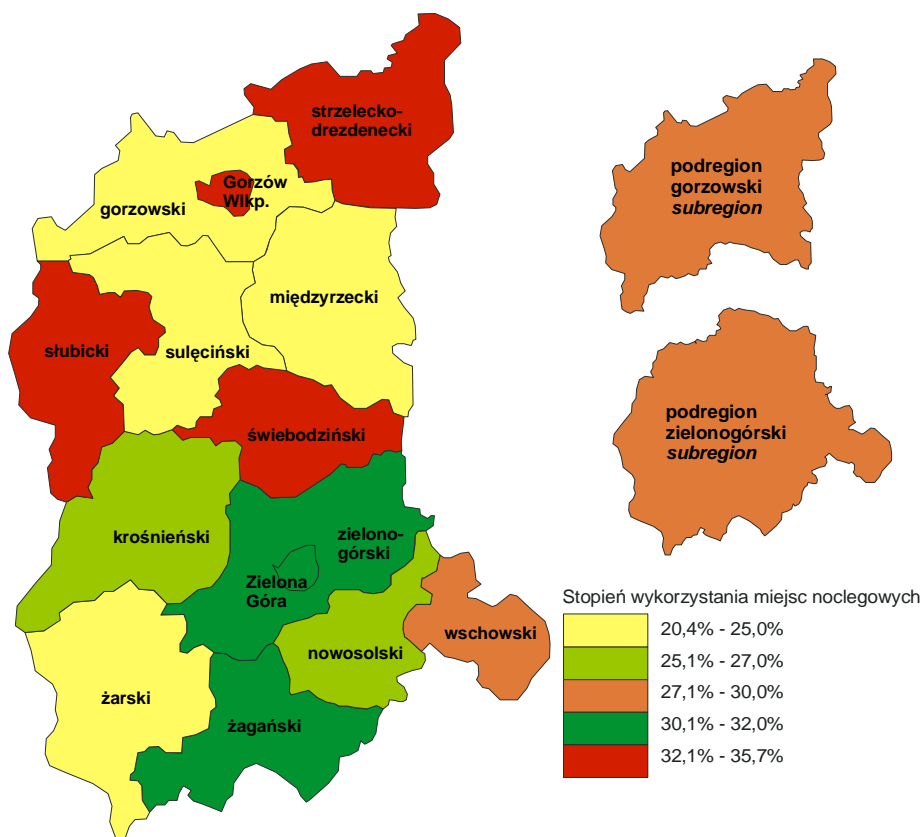 strzelecko-
drezdenecki
Gorzów
Wlkp.
gorzowski
międzyrzecki
słubicki
sulęciński
świebodziński
krośnieński
zielono-
górski
Zielona
Góra
nowosolski
wschowski
żarski
żagański
podregion
gorzowski
subregion
podregion
zielonogórski
subregion
Stopień wykorzystania miejsc noclegowych
20,4% - 25,0%
25,1% - 27,0%
27,1% - 30,0%
30,1% - 32,0%
32,1% - 35,7%